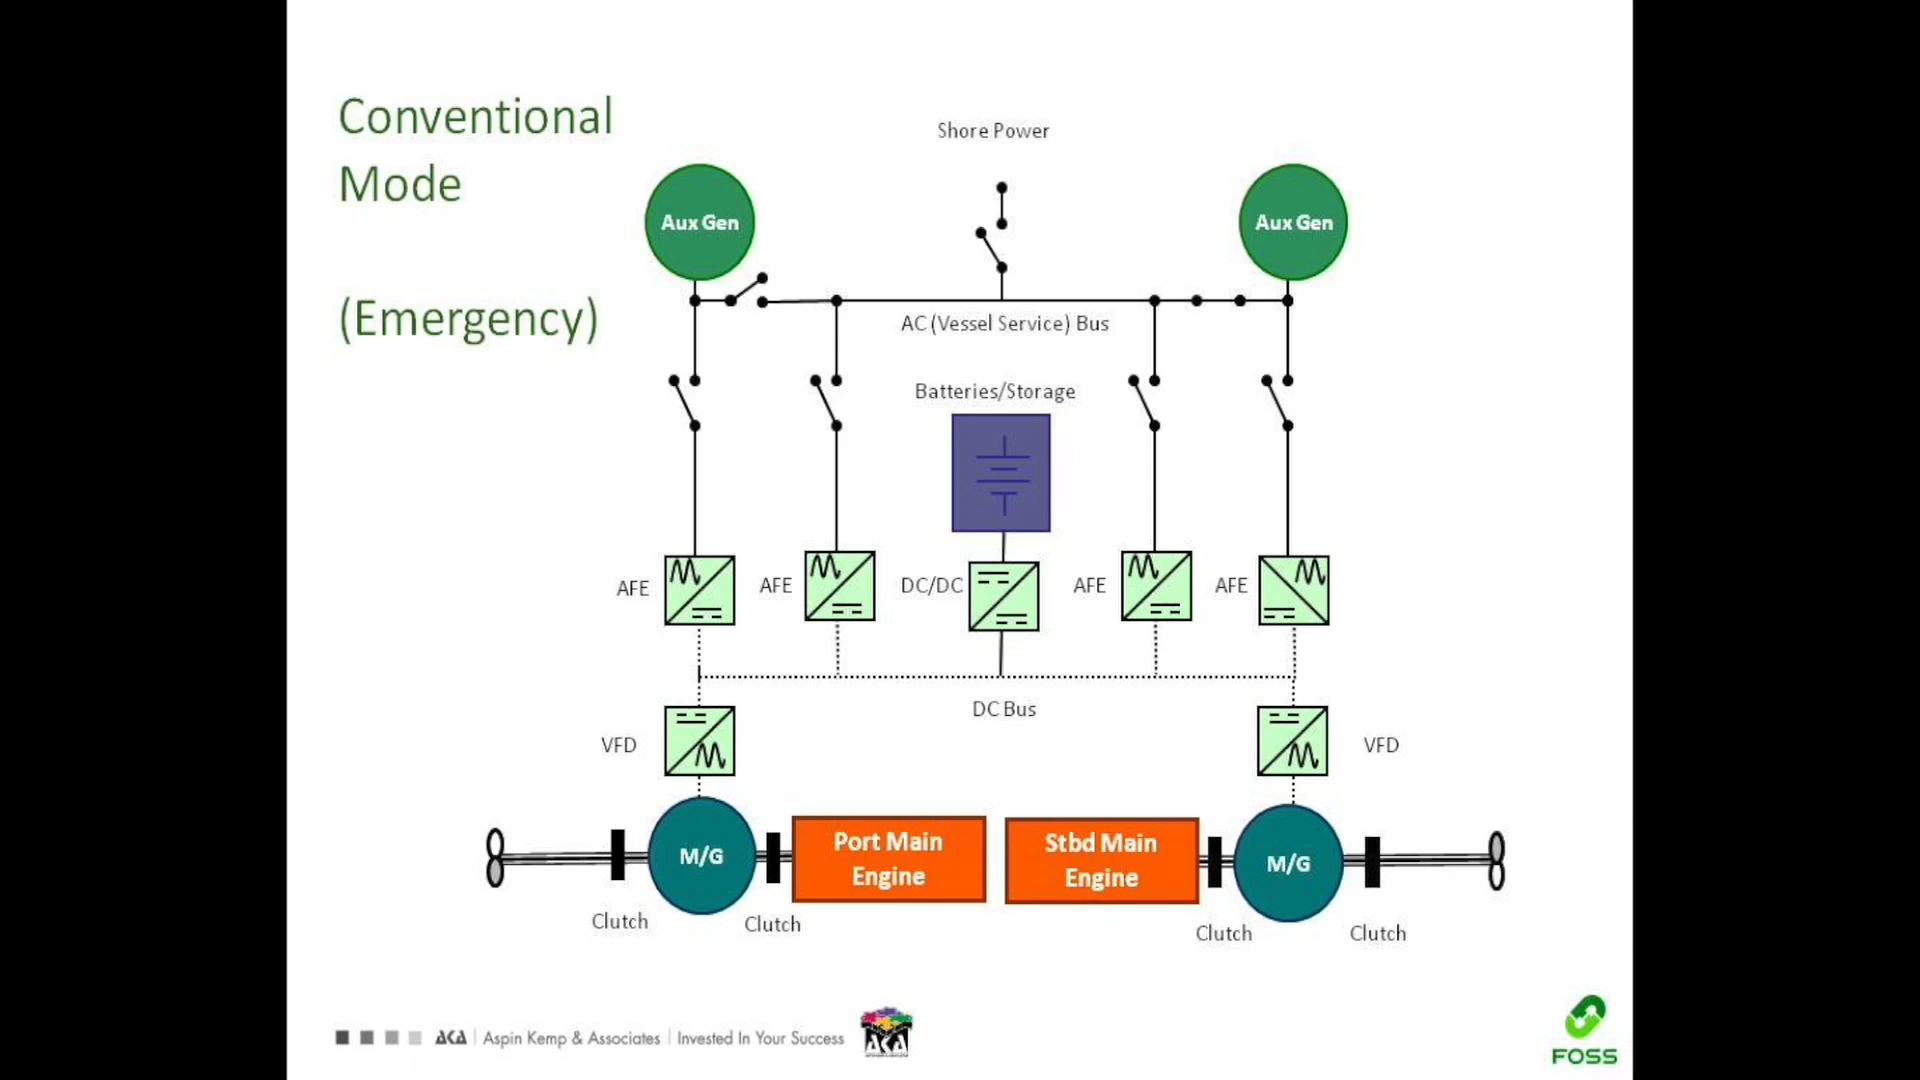 Conventional
Mode
(Emergency)
Shore Power
Aux Gen
Aux Gen
AC (Vessel Service) Bus
Batteries/Storage
AFE
AFE
DC/DC
AFE
AFE
DC Bus
VFD
VFD
M/G
Port Main
Engine
Stbd Main
Engine
M/G
Clutch
Clutch
Clutch
Clutch
AKA | Aspin Kemp & Associates | Invested In Your Success
AKA
FOSS